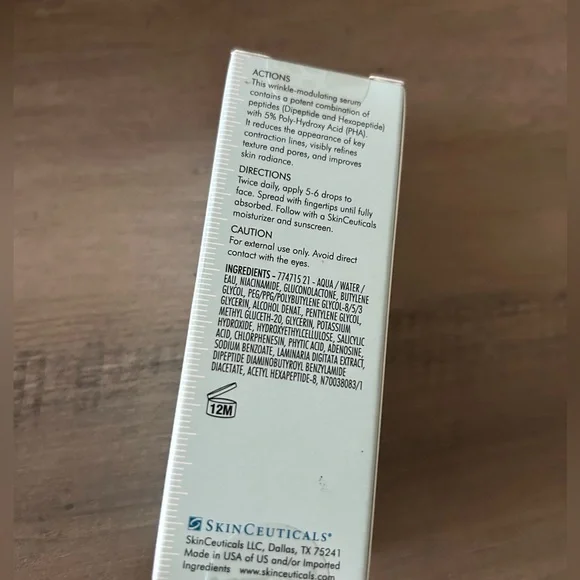 ACTIONS
This wrinkle-modulating serum
contains a potent combination of
peptides (Dipeptide and Hexapeptide)
with 5% Poly-Hydroxy Acid (PHA).
It reduces the appearance of key
contraction lines, visibly refines
texture and pores, and improves
skin radiance.
DIRECTIONS
Twice daily, apply 5-6 drops to
face. Spread with fingertips until fully
absorbed. Follow with a SkinCeuticals
moisturizer and sunscreen.
CAUTION
For external use only. Avoid direct
contact with the eyes.
INGREDIENTS - 774715 21 - AQUA / WATER /
EAU, NIACINAMIDE, GLUCONOLACTONE, BUTYLENE
GLYCOL, PEG/PPG/POLYBUTYLENE GLYCOL-8/5/3
GLYCERIN, ALCOHOL DENAT., PENTYLENE GLYCOL,
METHYL GLUCETH-20, GLYCERIN, POTASSIUM
HYDROXIDE, HYDROXYETHYLCELLULOSE, SALICYLIC
ACID, CHLORPHENESIN, PHYTIC ACID, ADENOSINE,
SODIUM BENZOATE, LAMINARIA DIGITATA EXTRACT,
DIPEPTIDE DIAMINOBUTYROYL BENZYLAMIDE
DIACETATE, ACETYL HEXAPEPTIDE-8, N70038083/1
12M
SKINCEUTICALS®
SkinCeuticals LLC, Dallas, TX 75241
Made in USA of US and/or Imported
Ingredients www.skinceuticals.com